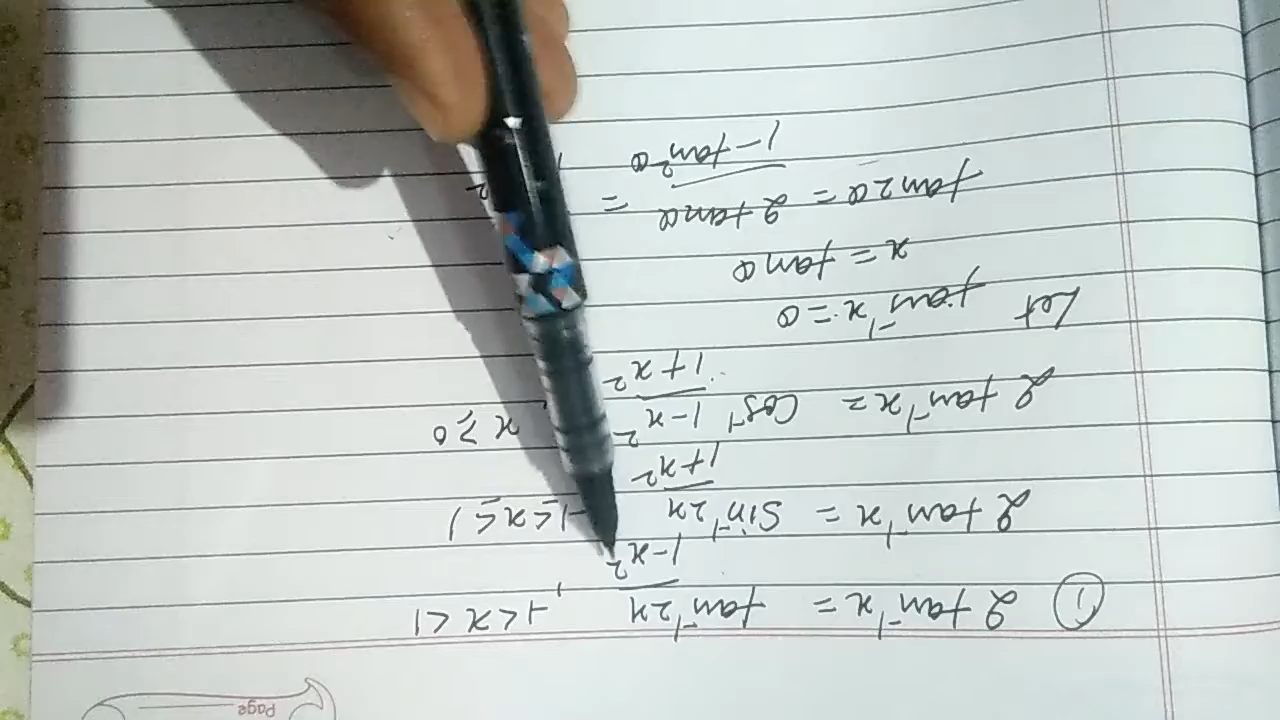 Page
① 2 tan⁻¹x = tan⁻¹ 2x / 1-x² , -1<x<1
2 tan⁻¹x = sin⁻¹ 2x / 1+x² -1≤x≤1
2 tan⁻¹x = Cos⁻¹ 1-x² / 1+x² , x≥0
Let tan⁻¹x = θ
x = tanθ
tan2θ = 2tanθ / 1-tan²θ =